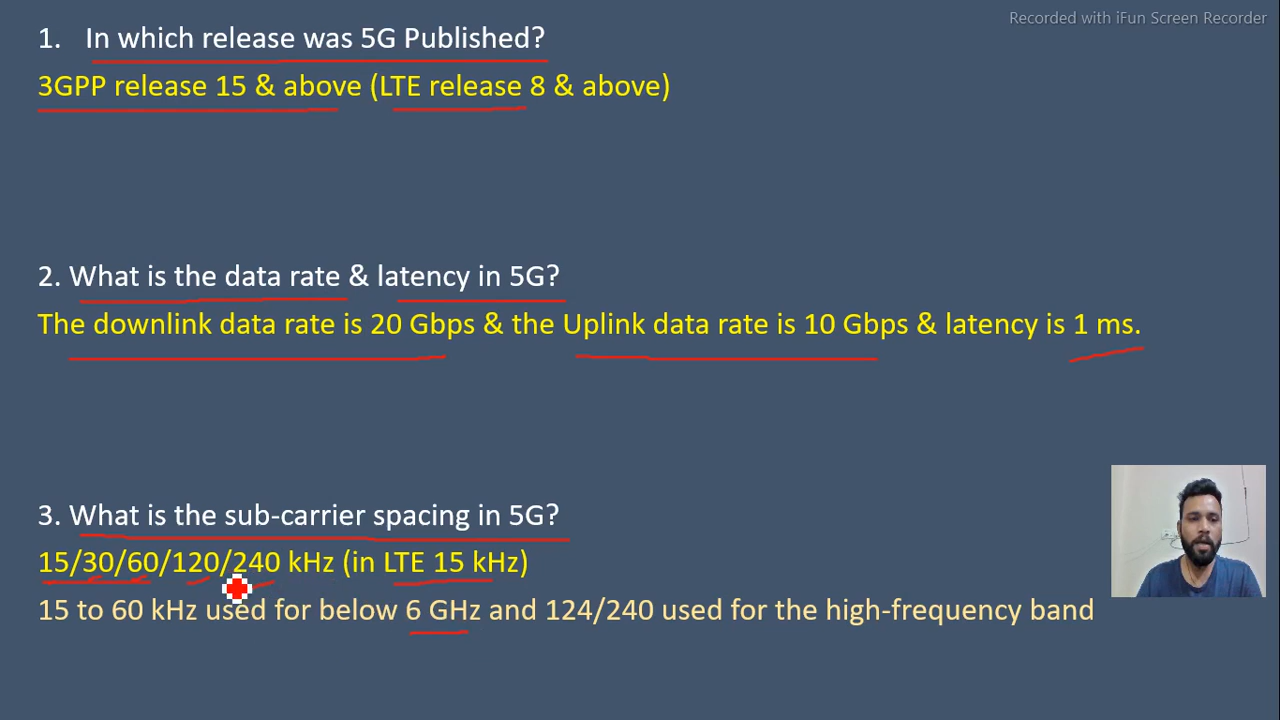 Recorded with iFun Screen Recorder
1. In which release was 5G Published?
3GPP release 15 & above (LTE release 8 & above)
2. What is the data rate & latency in 5G?
The downlink data rate is 20 Gbps & the Uplink data rate is 10 Gbps & latency is 1 ms.
3. What is the sub-carrier spacing in 5G?
15/30/60/120/240 kHz (in LTE 15 kHz)
15 to 60 kHz used for below 6 GHz and 124/240 used for the high-frequency band